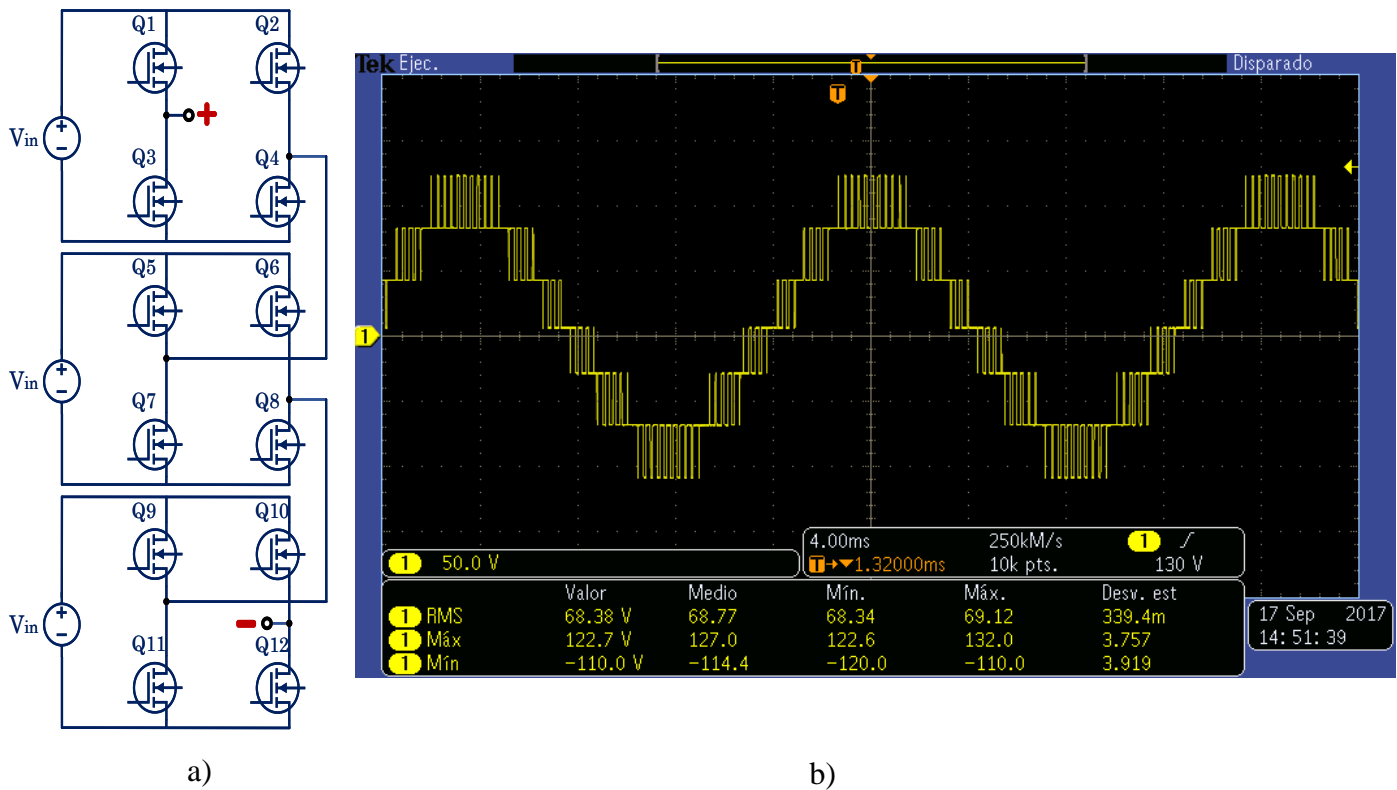 Q1 Q2
+
Vin + -
Q3 Q4
Q5 Q6
Vin + -
Q7 Q8
Q9 Q10
Vin + -
-
Q11 Q12
a)
Tek Ejec. T Disparado
T
1
1 50.0 V
4.00ms 250kM/s 1 ∫
T→▼1.32000ms 10k pts. 130 V
Valor Medio Mín. Máx. Desv. est
1 RMS 68.38 V 68.77 68.34 69.12 339.4m
1 Máx 122.7 V 127.0 122.6 132.0 3.757
1 Mín -110.0 V -114.4 -120.0 -110.0 3.919
17 Sep 2017
14:51:39
b)